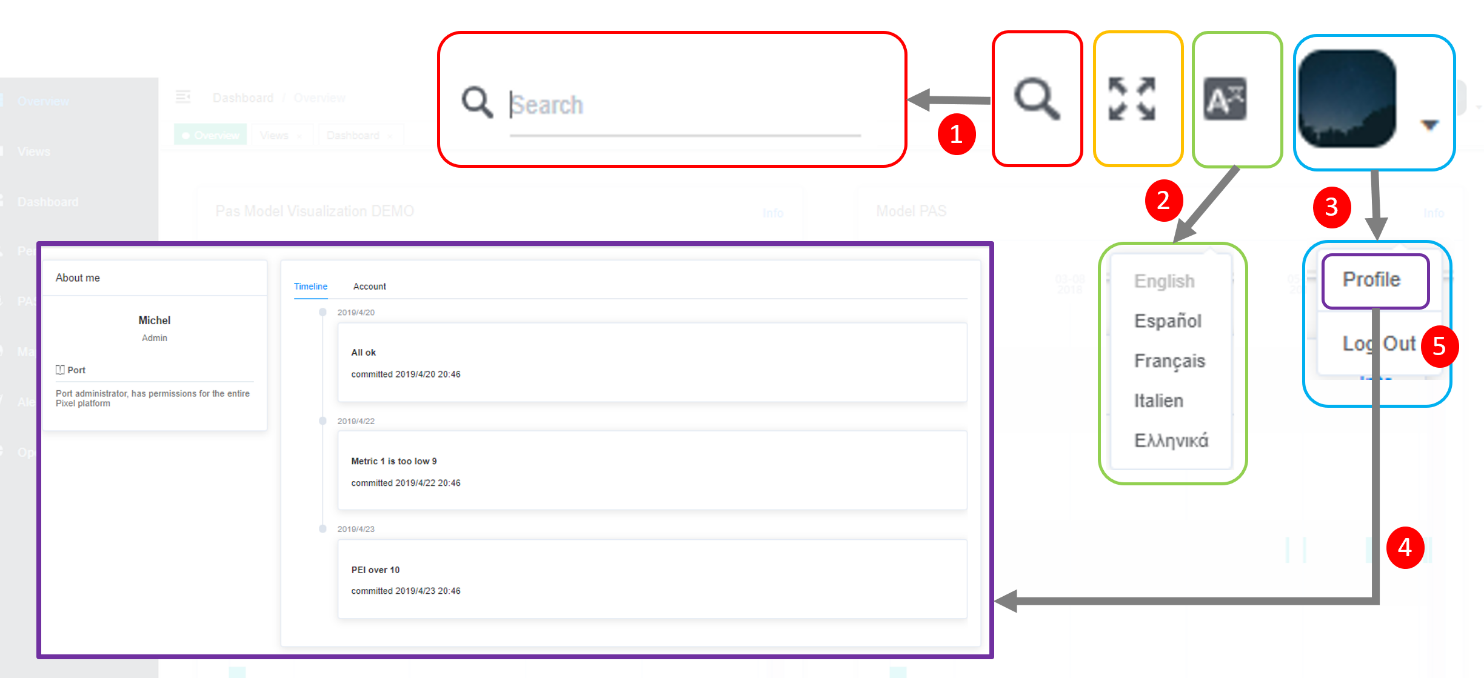 Search
1
A
Overview
Dashboard / Overview
Overview
Views
Dashboard
Views
Dashboard
2
3
Pas Model Visualization DEMO
Info
Model PAS
Info
About me
Michel
Admin
Port
Port administrator, has permissions for the entire
Pixel platform
Timeline
Account
2019/4/20
All ok
committed 2019/4/20 20:46
2019/4/22
Metric 1 is too low 9
committed 2019/4/22 20:46
2019/4/23
PEI over 10
committed 2019/4/23 20:46
English
Español
Français
Italien
Ελληνικά
Profile
Log Out
5
4